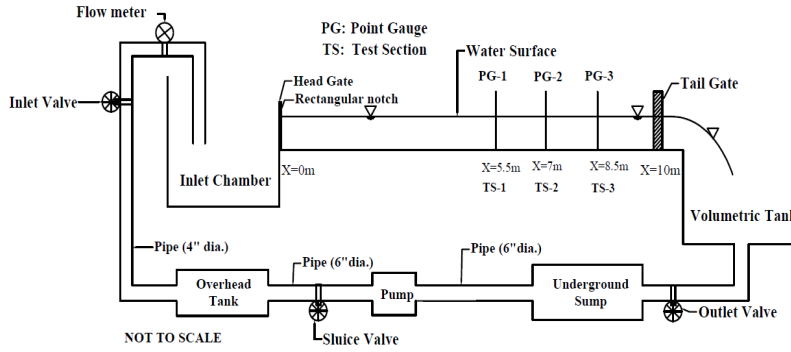 Flow meter
PG: Point Gauge
TS: Test Section
Water Surface
Head Gate
PG-1
PG-2
PG-3
Tail Gate
Inlet Valve
Rectangular notch
Inlet Chamber
X=0m
X=5.5m
X=7m
X=8.5m
X=10m
TS-1
TS-2
TS-3
Volumetric Tank
Pipe (4" dia.)
Pipe (6"dia.)
Pipe (6"dia.)
Overhead
Tank
Pump
Underground
Sump
Outlet Valve
NOT TO SCALE
Sluice Valve